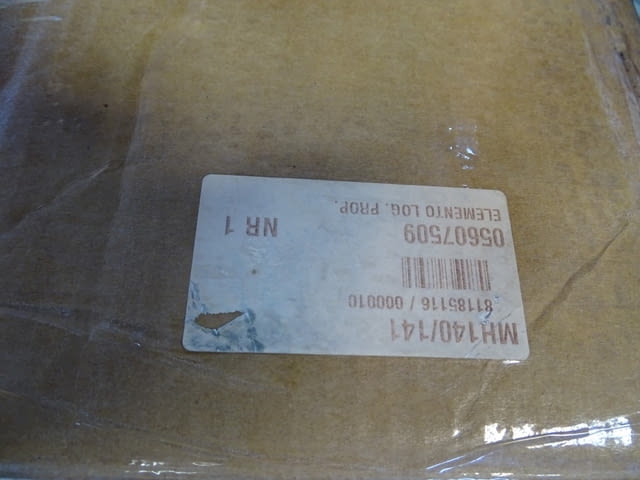 MH140/141
81185116 / 000010
05607509 NR 1
ELEMENTO LOG. PROP.